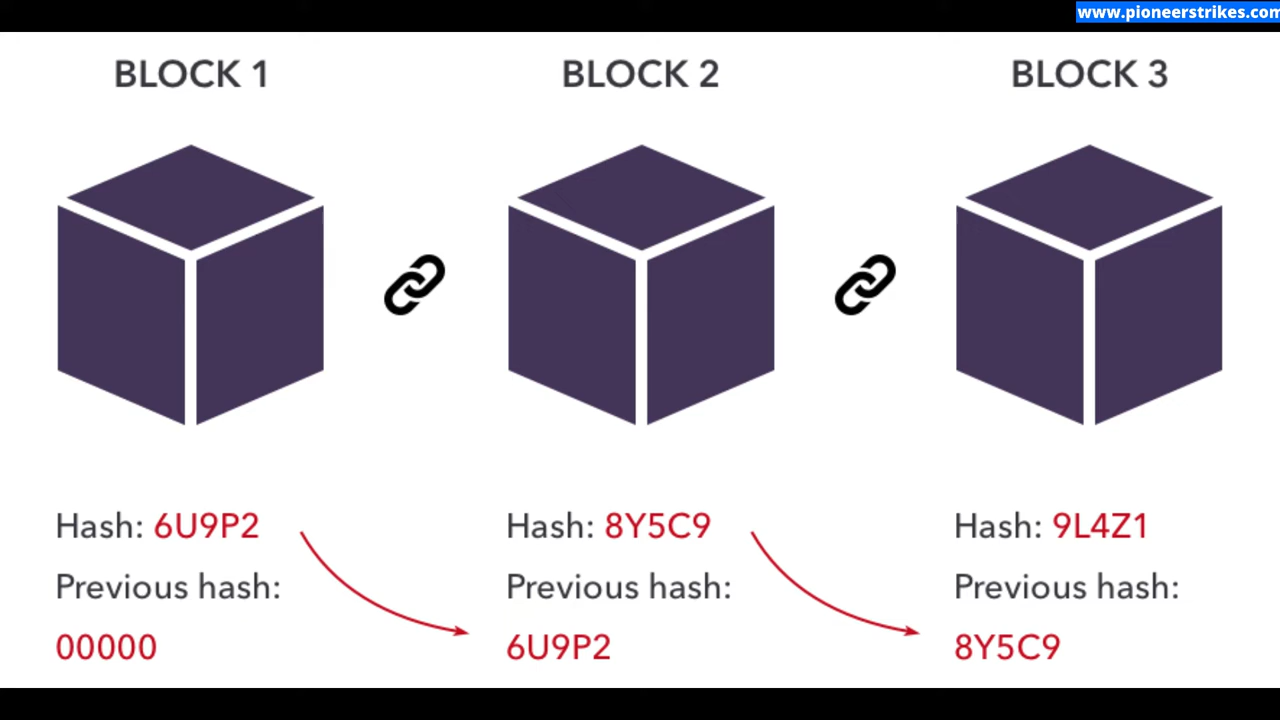 www.pioneerstrikes.com
BLOCK 1
BLOCK 2
BLOCK 3
Hash: 6U9P2
Previous hash:
00000
Hash: 8Y5C9
Previous hash:
6U9P2
Hash: 9L4Z1
Previous hash:
8Y5C9